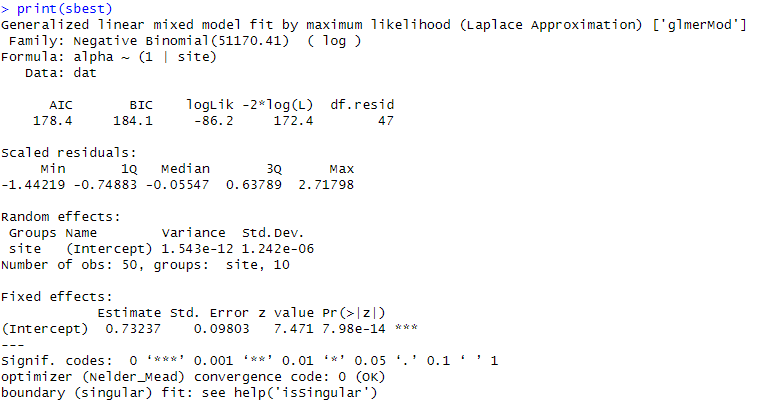 > print(sbest)
Generalized linear mixed model fit by maximum likelihood (Laplace Approximation) ['glmerMod']
 Family: Negative Binomial(51170.41)  ( log )
Formula: alpha ~ (1 | site)
   Data: dat

      AIC       BIC    logLik -2*log(L)  df.resid
    178.4     184.1     -86.2     172.4        47

Scaled residuals:
     Min       1Q   Median       3Q      Max
-1.44219 -0.74883 -0.05547  0.63789  2.71798

Random effects:
 Groups Name        Variance  Std.Dev.
 site   (Intercept) 1.543e-12 1.242e-06
Number of obs: 50, groups:  site, 10

Fixed effects:
            Estimate Std. Error z value Pr(>|z|)
(Intercept)  0.73237    0.09803   7.471 7.98e-14 ***
---
Signif. codes:  0 ‘***’ 0.001 ‘**’ 0.01 ‘*’ 0.05 ‘.’ 0.1 ‘ ’ 1
optimizer (Nelder_Mead) convergence code: 0 (OK)
boundary (singular) fit: see help('isSingular')